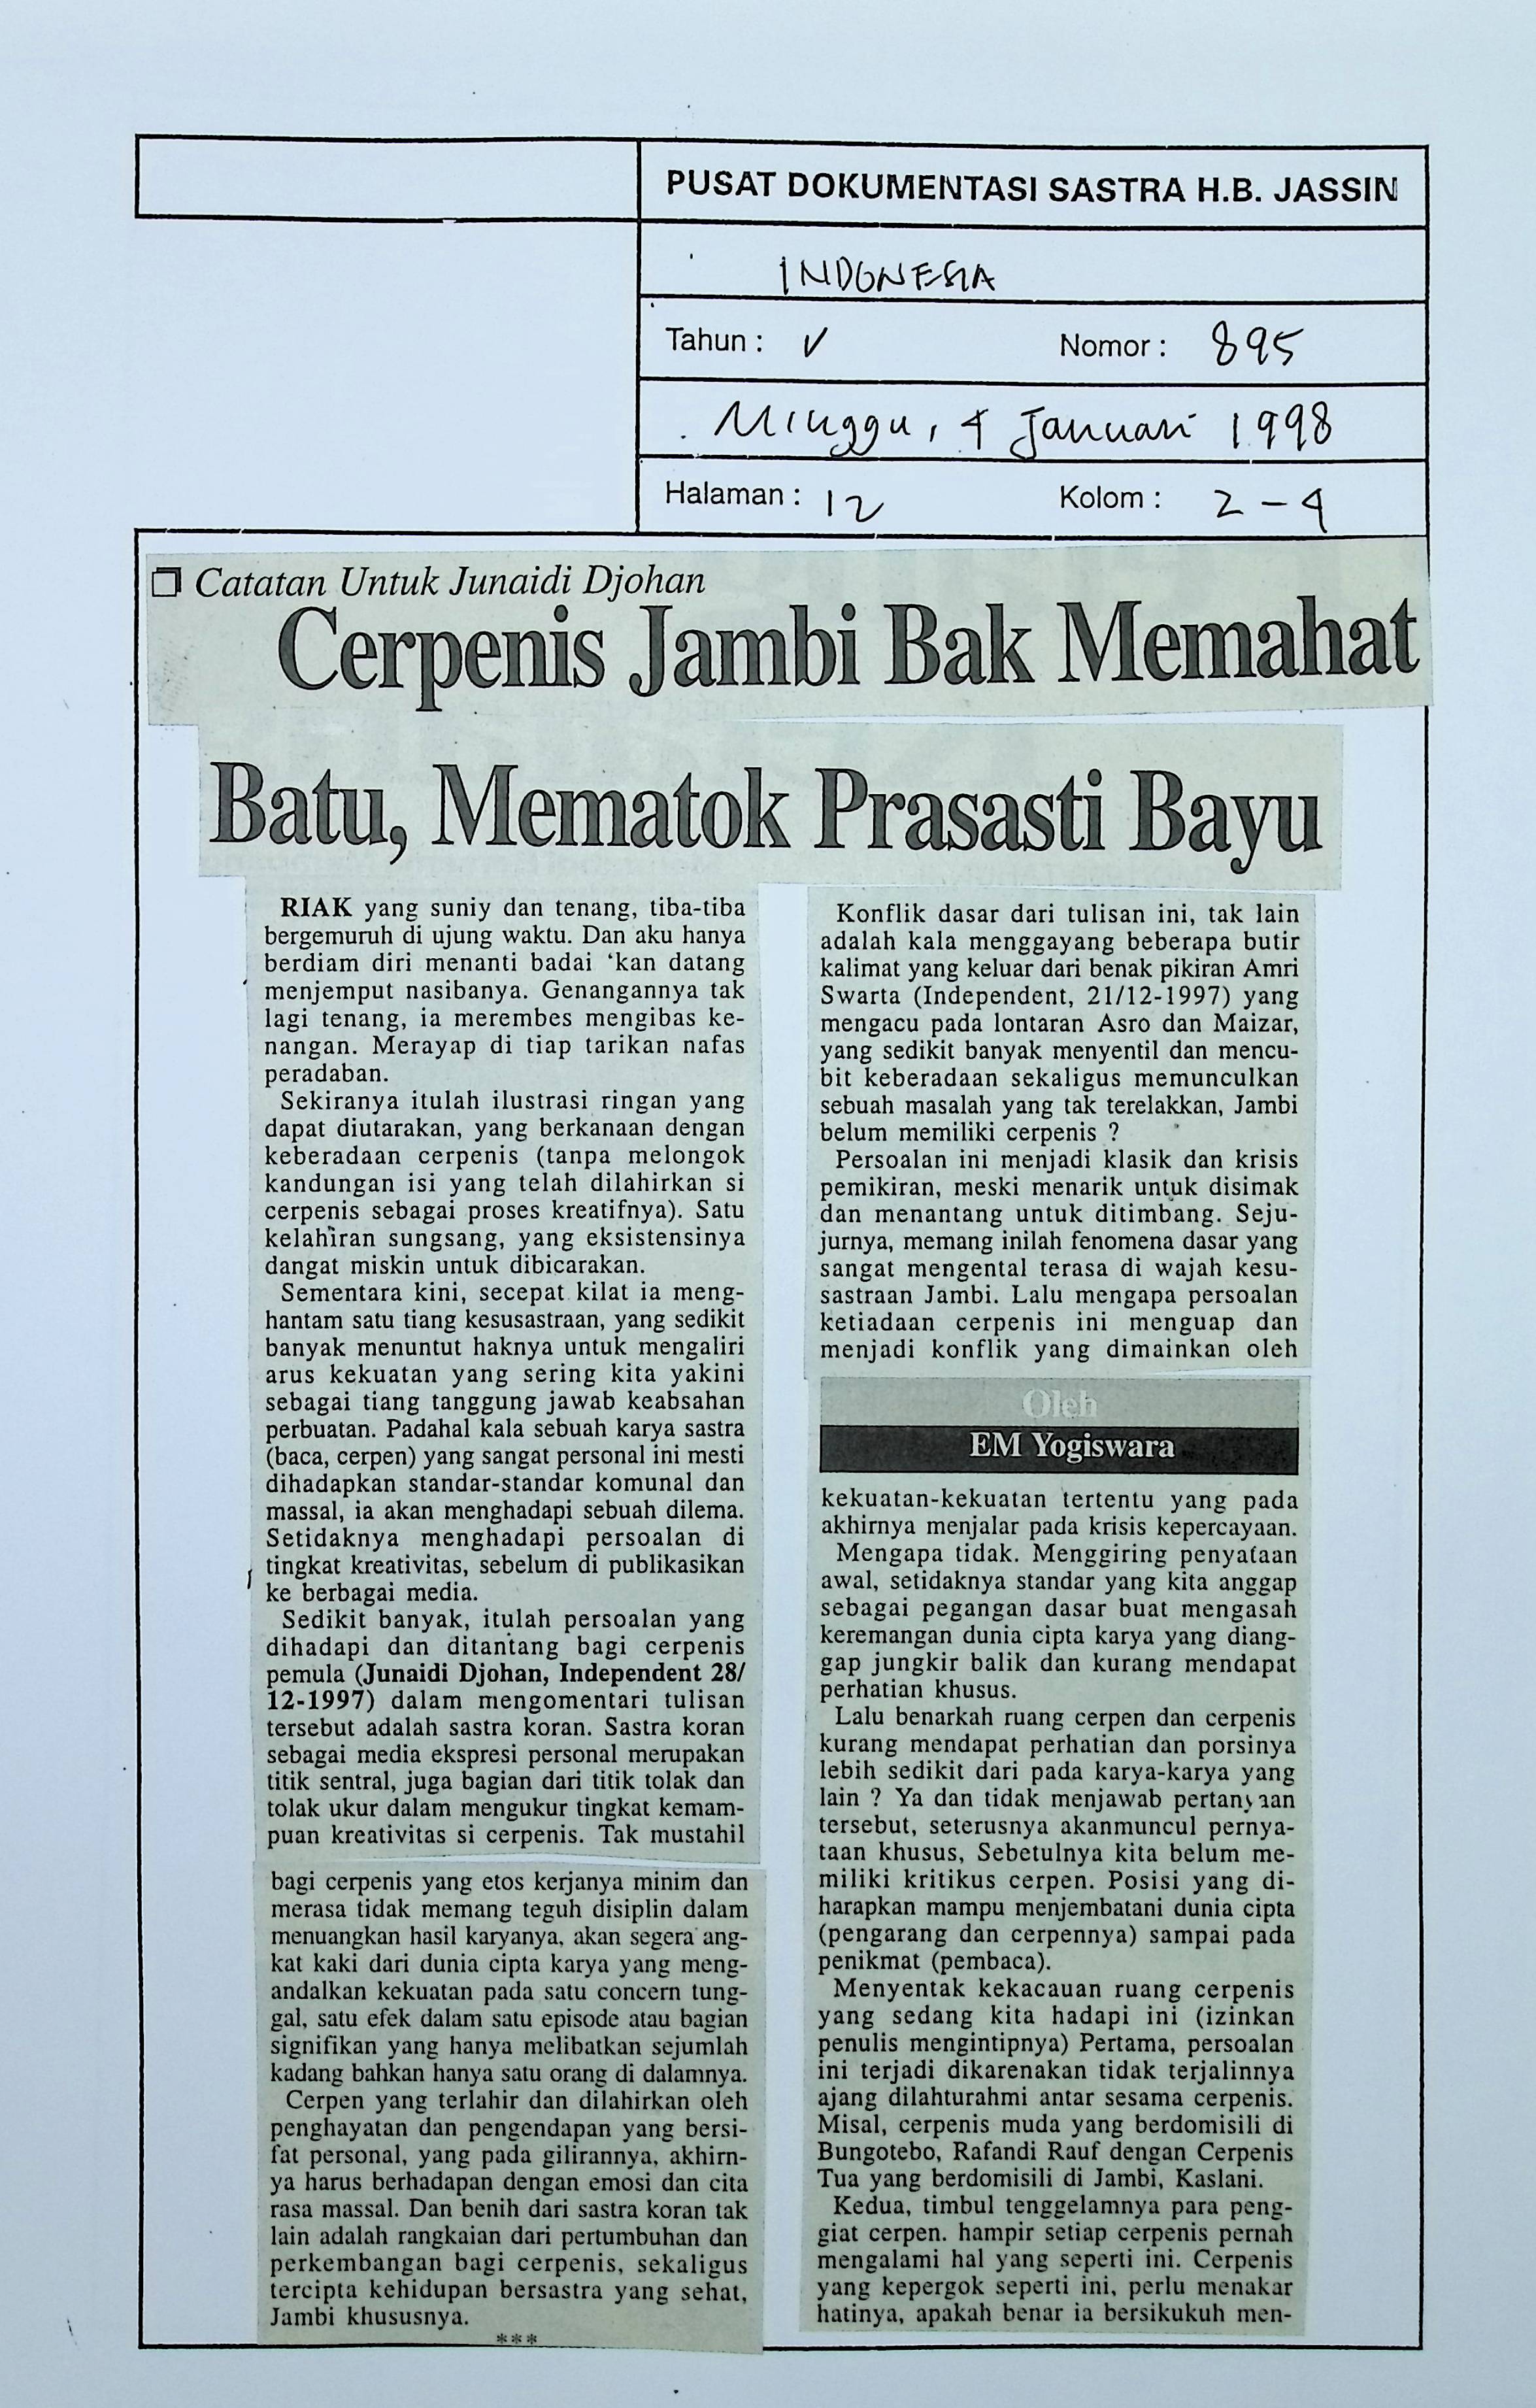 PUSAT DOKUMENTASI SASTRA H.B. JASSIN
INDONESIA
Tahun : V Nomor : 895
Minggu, 4 Januari 1998
Halaman : 12 Kolom : 2 - 4
Catatan Untuk Junaidi Djohan
Cerpenis Jambi Bak Memahat
Batu, Mematok Prasasti Bayu
RIAK yang suniy dan tenang, tiba-tiba
bergemuruh di ujung waktu. Dan aku hanya
berdiam diri menanti badai ‘kan datang
menjemput nasibanya. Genangannya tak
lagi tenang, ia merembes mengibas ke-
nangan. Merayap di tiap tarikan nafas
peradaban.
Sekiranya itulah ilustrasi ringan yang
dapat diutarakan, yang berkanaan dengan
keberadaan cerpenis (tanpa melongok
kandungan isi yang telah dilahirkan si
cerpenis sebagai proses kreatifnya). Satu
kelahiran sungsang, yang eksistensinya
dangat miskin untuk dibicarakan.
Sementara kini, secepat kilat ia meng-
hantam satu tiang kesusastraan, yang sedikit
banyak menuntut haknya untuk mengaliri
arus kekuatan yang sering kita yakini
sebagai tiang tanggung jawab keabsahan
perbuatan. Padahal kala sebuah karya sastra
(baca, cerpen) yang sangat personal ini mesti
dihadapkan standar-standar komunal dan
massal, ia akan menghadapi sebuah dilema.
Setidaknya menghadapi persoalan di
tingkat kreativitas, sebelum di publikasikan
ke berbagai media.
Sedikit banyak, itulah persoalan yang
dihadapi dan ditantang bagi cerpenis
pemula (Junaidi Djohan, Independent 28/
12-1997) dalam mengomentari tulisan
tersebut adalah sastra koran. Sastra koran
sebagai media ekspresi personal merupakan
titik sentral, juga bagian dari titik tolak dan
tolak ukur dalam mengukur tingkat kemam-
puan kreativitas si cerpenis. Tak mustahil
bagi cerpenis yang etos kerjanya minim dan
merasa tidak memang teguh disiplin dalam
menuangkan hasil karyanya, akan segera ang-
kat kaki dari dunia cipta karya yang meng-
andalkan kekuatan pada satu concern tung-
gal, satu efek dalam satu episode atau bagian
signifikan yang hanya melibatkan sejumlah
kadang bahkan hanya satu orang di dalamnya.
Cerpen yang terlahir dan dilahirkan oleh
penghayatan dan pengendapan yang bersi-
fat personal, yang pada gilirannya, akhirn-
ya harus berhadapan dengan emosi dan cita
rasa massal. Dan benih dari sastra koran tak
lain adalah rangkaian dari pertumbuhan dan
perkembangan bagi cerpenis, sekaligus
tercipta kehidupan bersastra yang sehat,
Jambi khususnya.
***
Konflik dasar dari tulisan ini, tak lain
adalah kala menggayang beberapa butir
kalimat yang keluar dari benak pikiran Amri
Swarta (Independent, 21/12-1997) yang
mengacu pada lontaran Asro dan Maizar,
yang sedikit banyak menyentil dan mencu-
bit keberadaan sekaligus memunculkan
sebuah masalah yang tak terelakkan, Jambi
belum memiliki cerpenis ?
Persoalan ini menjadi klasik dan krisis
pemikiran, meski menarik untuk disimak
dan menantang untuk ditimbang. Seju-
jurnya, memang inilah fenomena dasar yang
sangat mengental terasa di wajah kesu-
sastraan Jambi. Lalu mengapa persoalan
ketiadaan cerpenis ini menguap dan
menjadi konflik yang dimainkan oleh
Oleh
EM Yogiswara
kekuatan-kekuatan tertentu yang pada
akhirnya menjalar pada krisis kepercayaan.
Mengapa tidak. Menggiring penyataan
awal, setidaknya standar yang kita anggap
sebagai pegangan dasar buat mengasah
keremangan dunia cipta karya yang diang-
gap jungkir balik dan kurang mendapat
perhatian khusus.
Lalu benarkah ruang cerpen dan cerpenis
kurang mendapat perhatian dan porsinya
lebih sedikit dari pada karya-karya yang
lain ? Ya dan tidak menjawab pertanyaan
tersebut, seterusnya akanmuncul pernya-
taan khusus, Sebetulnya kita belum me-
miliki kritikus cerpen. Posisi yang di-
harapkan mampu menjembatani dunia cipta
(pengarang dan cerpennya) sampai pada
penikmat (pembaca).
Menyentak kekacauan ruang cerpenis
yang sedang kita hadapi ini (izinkan
penulis mengintipnya) Pertama, persoalan
ini terjadi dikarenakan tidak terjalinnya
ajang dilahturahmi antar sesama cerpenis.
Misal, cerpenis muda yang berdomisili di
Bungotebo, Rafandi Rauf dengan Cerpenis
Tua yang berdomisili di Jambi, Kaslani.
Kedua, timbul tenggelamnya para peng-
giat cerpen. hampir setiap cerpenis pernah
mengalami hal yang seperti ini. Cerpenis
yang kepergok seperti ini, perlu menakar
hatinya, apakah benar ia bersikukuh men-